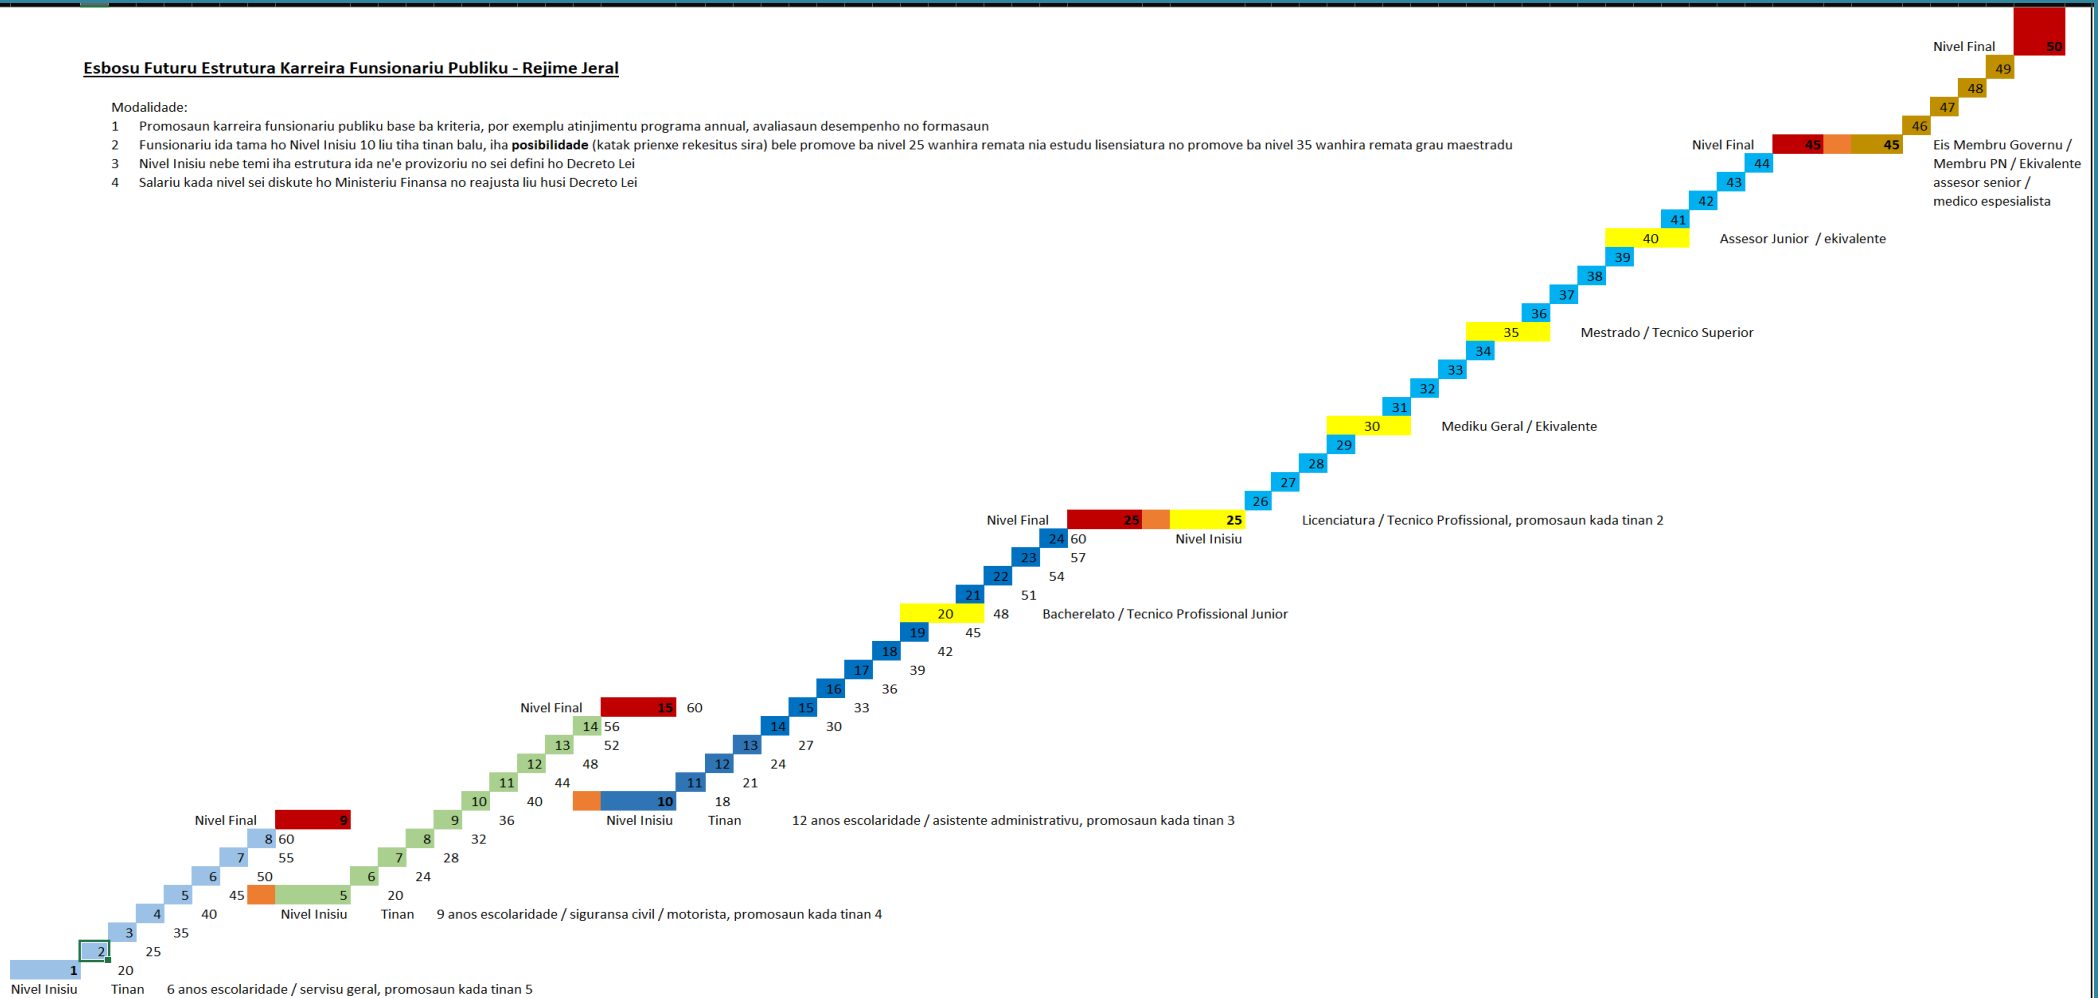 Nivel Final 50
Esbosu Futuru Estrutura Karreira Funsionariu Publiku - Rejime Jeral
49
48
Modalidade: 47
1 Promosaun karreira funsionariu publiku base ba kriteria, por exemplu atinjimentu programa annual, avaliasaun desempenho no formasaun 46
2 Funsionariu ida tama ho Nivel Inisiu 10 liu tiha tinan balu, iha posibilidade (katak prienxe rekesitus sira) bele promove ba nivel 25 wanhira remata nia estudu lisensiatura no promove ba nivel 35 wanhira remata grau maestradu
Nivel Final 45 45 Eis Membru Governu /
3 Nivel Inisiu nebe temi iha estrutura ida ne'e provizoriu no sei defini ho Decreto Lei
44 Membru PN / Ekivalente
4 Salariu kada nivel sei diskute ho Ministeriu Finansa no reajusta liu husi Decreto Lei
43 assesor senior /
42 medico espesialista
41
40 Assesor Junior / ekivalente
39
38
37
36
35 Mestrado / Tecnico Superior
34
33
32
31
30 Mediku Geral / Ekivalente
29
28
27
26
Nivel Final 25 25 Licenciatura / Tecnico Profissional, promosaun kada tinan 2
24 60 Nivel Inisiu
23 57
22 54
21 51
20 48 Bacherelato / Tecnico Profissional Junior
19 45
18 42
17 39
16 36
Nivel Final 15 60 15 33
14 56 14 30
13 52 13 27
12 48 12 24
11 44 11 21
10 40 10 18
Nivel Final 9 9 36 Nivel Inisiu Tinan 12 anos escolaridade / asistente administrativu, promosaun kada tinan 3
8 60 8 32
7 55 7 28
6 50 6 24
5 45 5 20
4 40 Nivel Inisiu Tinan 9 anos escolaridade / siguransa civil / motorista, promosaun kada tinan 4
3 35
2 25
1 20
Nivel Inisiu Tinan 6 anos escolaridade / servisu geral, promosaun kada tinan 5